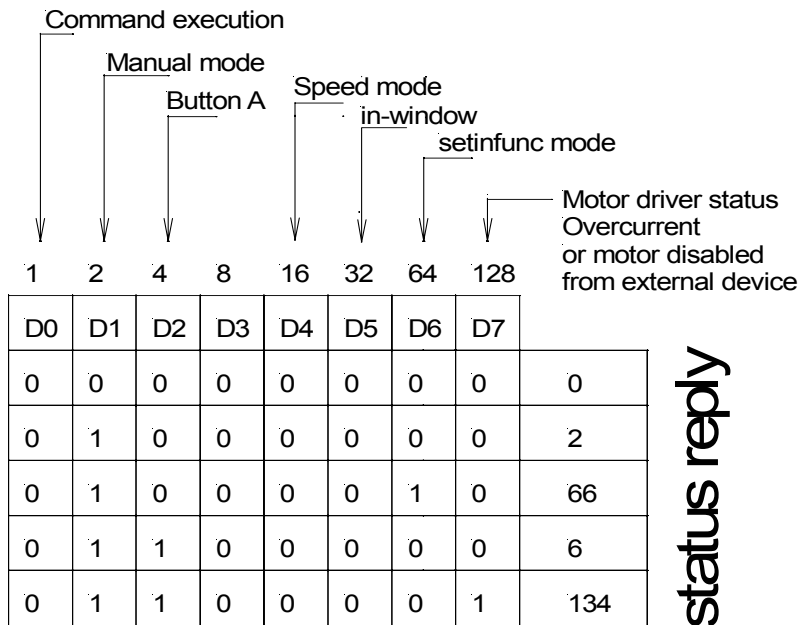 Command execution
Manual mode
Button A
Speed mode
in-window
setinfunc mode
Motor driver status
Overcurrent
or motor disabled
from external device
1 2 4 8 16 32 64 128
D0 D1 D2 D3 D4 D5 D6 D7
0 0 0 0 0 0 0 0 0
0 1 0 0 0 0 0 0 2
0 1 0 0 0 0 1 0 66
0 1 1 0 0 0 0 0 6
0 1 1 0 0 0 0 1 134
status reply